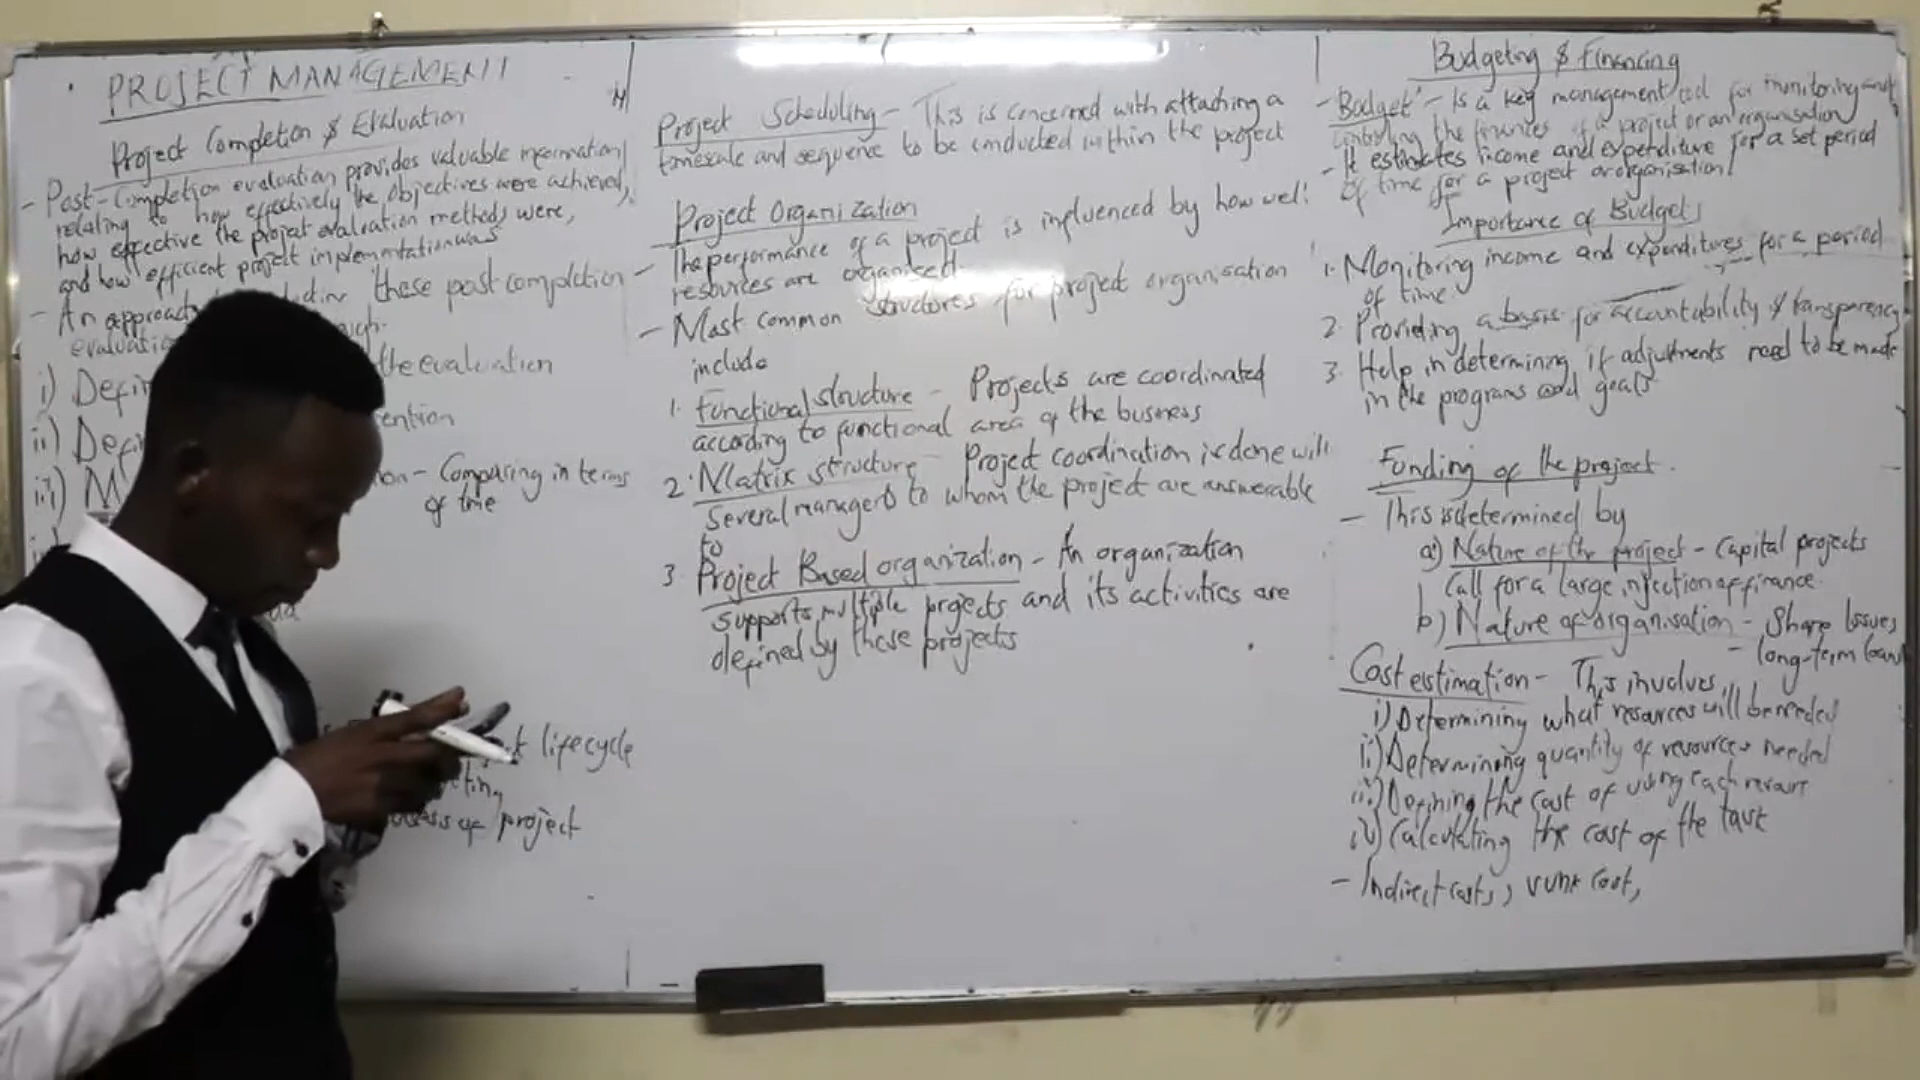 PROJECT MANAGEMENT
Project Completion & Evaluation
- Post-Completion evaluation provides valuable information
relating to how effectively the objectives were achieved,
how effective the project evaluation methods were,
and how efficient project implemntation was
- An approach these post completion
evaluatio
i) Defin the evaluation
ii) Defin ention
iii) M on - Comparing in terms
of time
lifecycle
of project
Project Scheduling - This is concerned with attaching a
timescale and sequence to be conducted within the project
Project Organization
- The performance of a project is influenced by how well
resources are organised
- Most common structures for project organisation
include
1. Functional structure - Projects are coordinated
according to functional area of the business
2. Matrix structure - Project coordination is done will
several managers to whom the project are answerable
to
3. Project Based organization - An organization
supports multiple projects and its activities are
defined by those projects
Budgeting & Financing
- Budget - Is a key management tool for monitoring and
controlling the finances of a project or an organisation
- It estimates income and expenditure for a set period
of time for a project or organisation
Importance of Budgets
1. Monitoring income and expenditures for a period
of time
2. Providing a basis for accountability & transparency
3. Help in determining if adjustments need to be made
in the programs and goals
Funding of the project.
- This is determined by
a) Nature of the project - Capital projects
call for a large injection of finance.
b) Nature of organisation - Share Issues
- long-term loans
Cost estimation - This involves
i) Determining what resources will be needed
ii) Determining quantity of resources needed
iii) Defining the cost of using each resource
iv) Calculating the cost of the task
- Indirect costs, sunk cost,